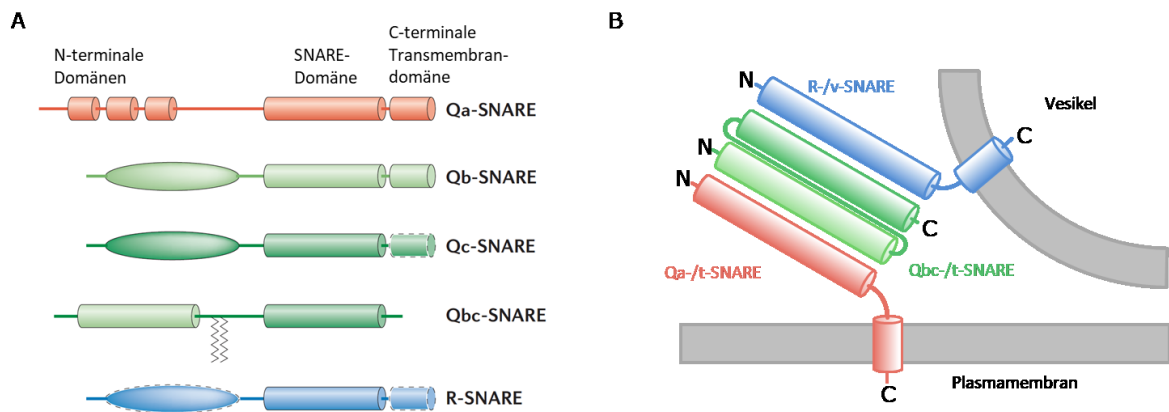 A
N-terminale
Domänen
SNARE-
Domäne
C-terminale
Transmembran-
domäne
Qa-SNARE
Qb-SNARE
Qc-SNARE
Qbc-SNARE
R-SNARE
B
N
R-/v-SNARE
Vesikel
C
N
N
C
Qa-/t-SNARE
Qbc-/t-SNARE
C
Plasmamembran